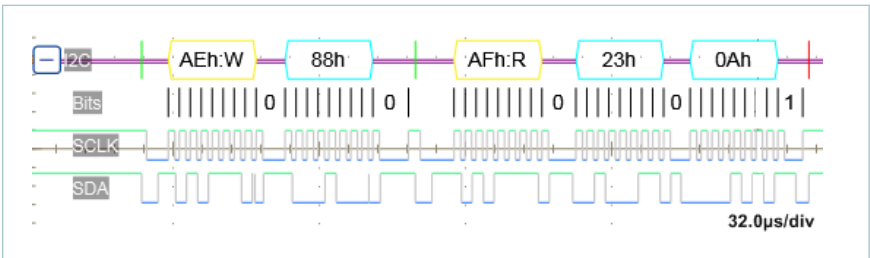 I2C AEh:W 88h AFh:R 23h 0Ah
Bits 0 0 0 0 1
SCLK
SDA
32.0µs/div